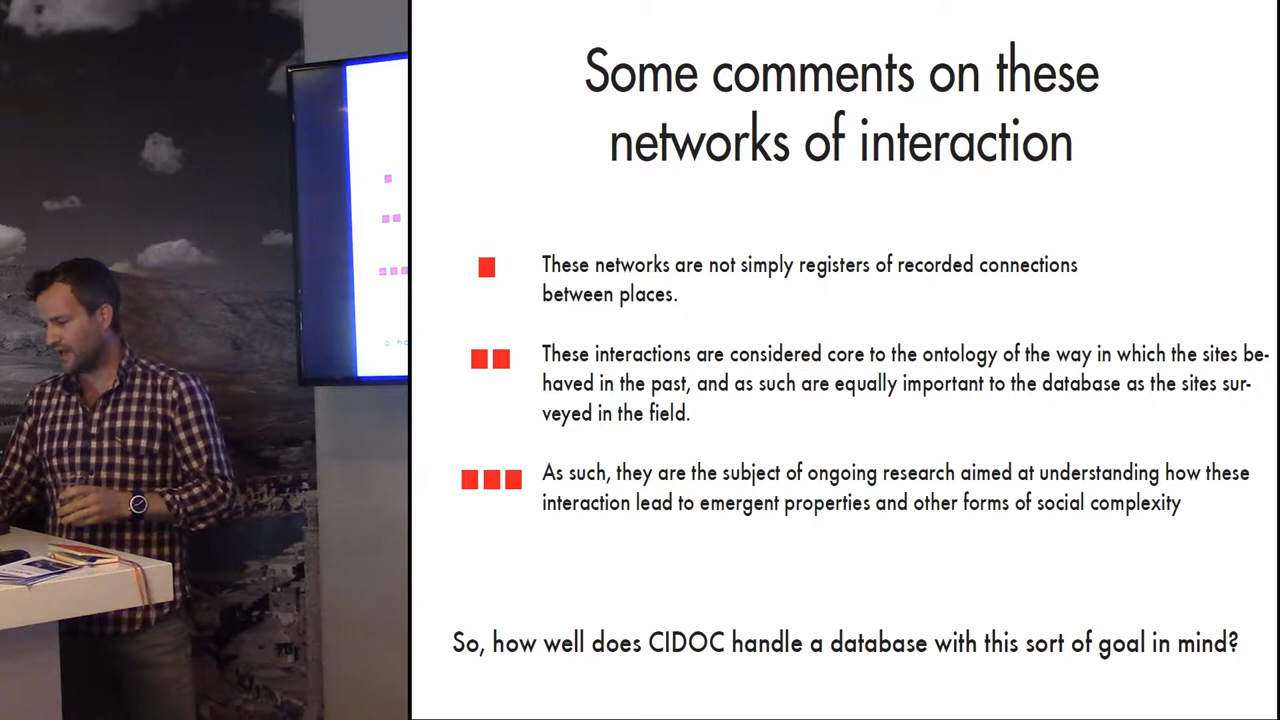 Some comments on these
networks of interaction
These networks are not simply registers of recorded connections
between places.
These interactions are considered core to the ontology of the way in which the sites be-
haved in the past, and as such are equally important to the database as the sites sur-
veyed in the field.
As such, they are the subject of ongoing research aimed at understanding how these
interaction lead to emergent properties and other forms of social complexity
So, how well does CIDOC handle a database with this sort of goal in mind?